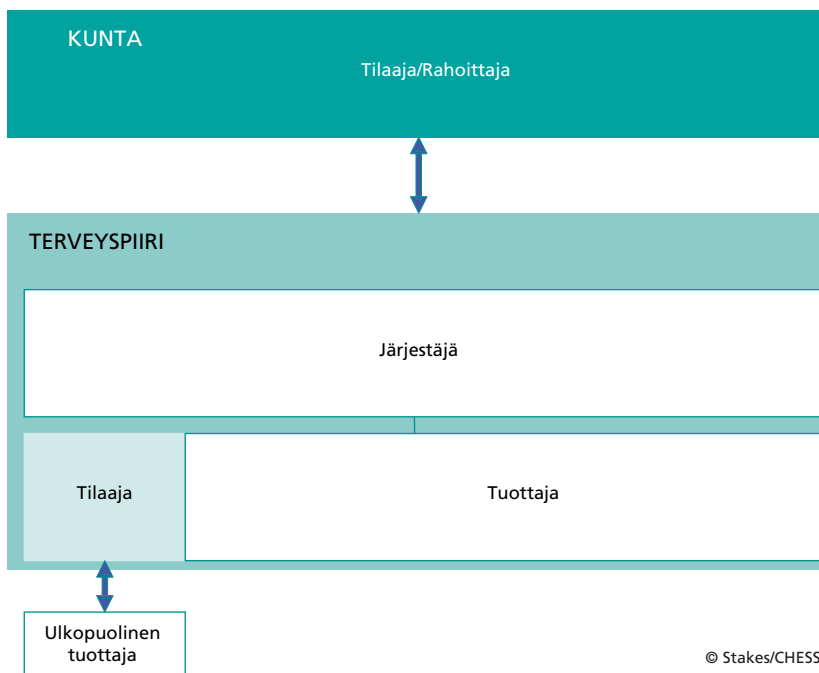 KUNTA
Tilaaja/Rahoittaja
TERVEYSPIIRI
Järjestäjä
Tilaaja
Tuottaja
Ulkopuolinen
tuottaja
© Stakes/CHESS